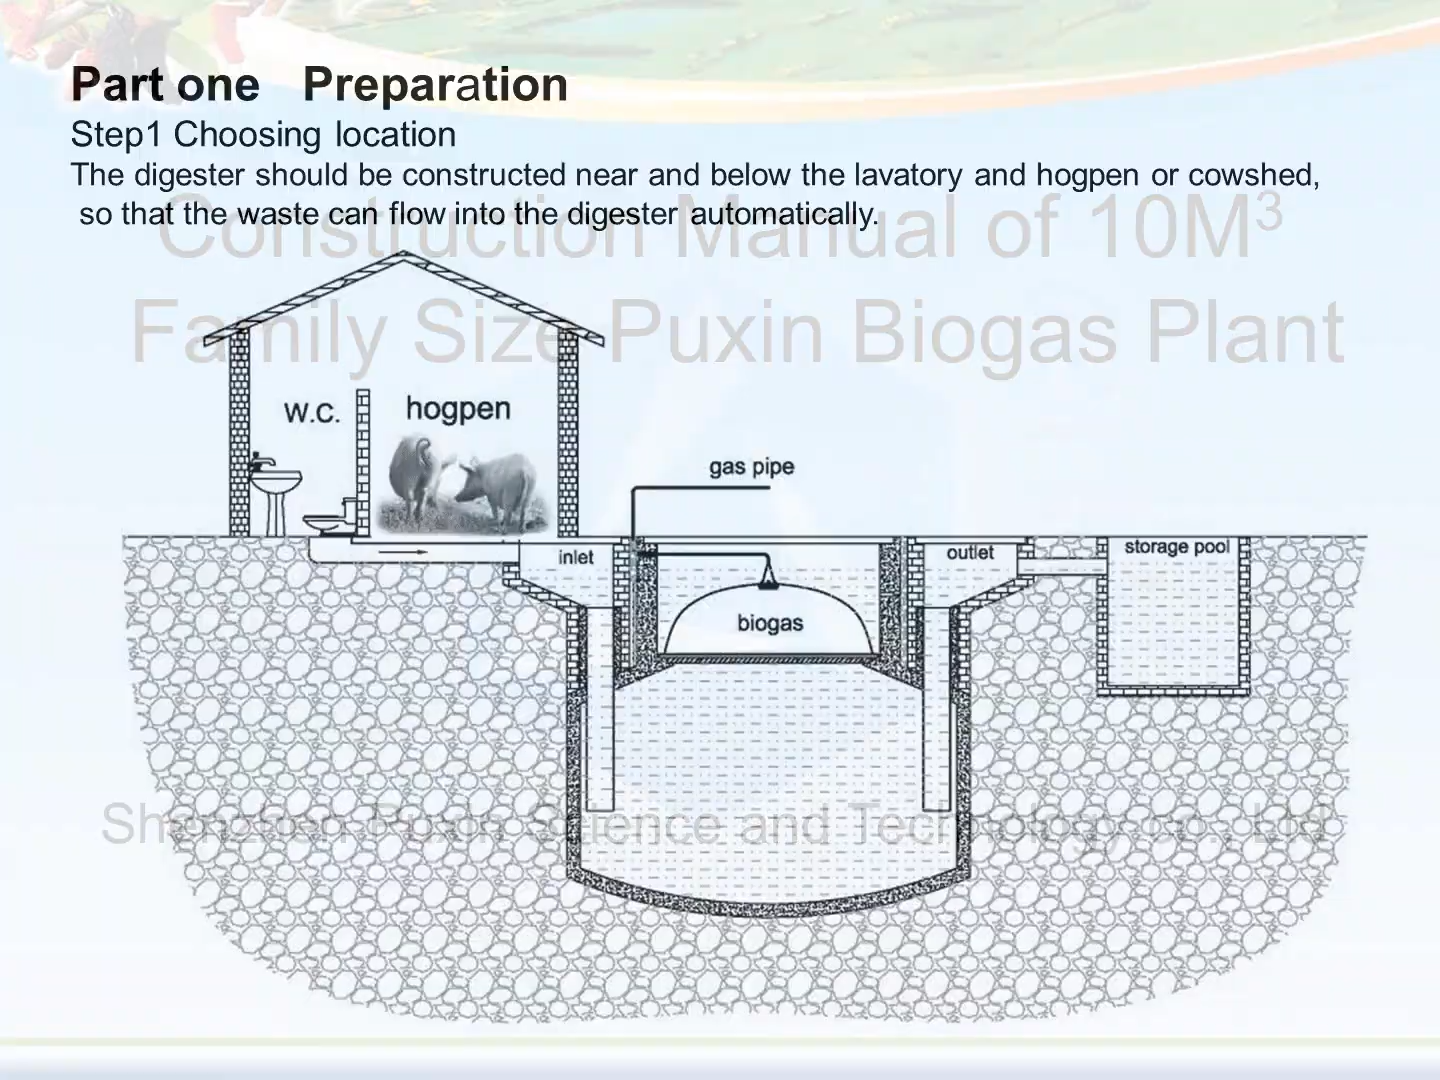 Part one Preparation
Step1 Choosing location
The digester should be constructed near and below the lavatory and hogpen or cowshed,
so that the waste can flow into the digester automatically.
Construction Manual of 10M³
Family Size Puxin Biogas Plant
W.C.
hogpen
gas pipe
inlet
outlet
storage pool
biogas
Shenzhen Puxin Science and Technology co., Ltd